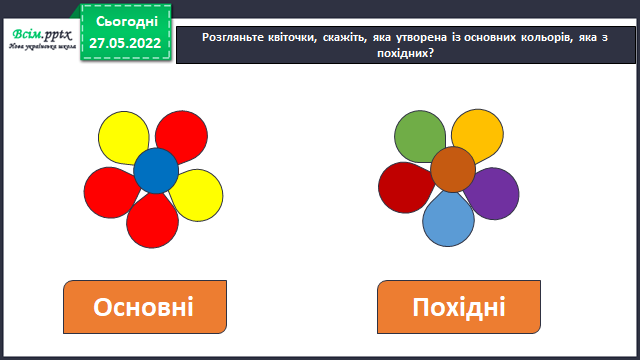 Всім.pptx
Нова українська школа
Сьогодні
27.05.2022
Розгляньте квіточки, скажіть, яка утворена із основних кольорів, яка з
похідних?
Основні
Похідні